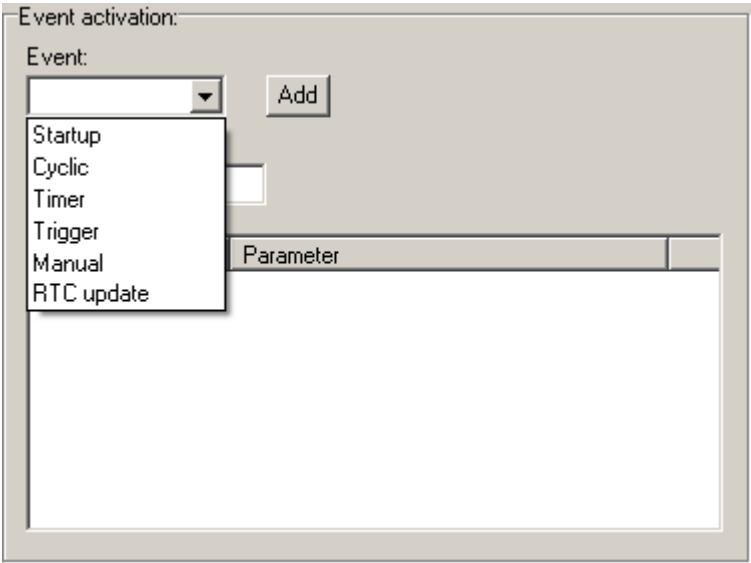 Event activation:
Event:
Add
Startup
Cyclic
Timer
Trigger
Manual
RTC update
Parameter